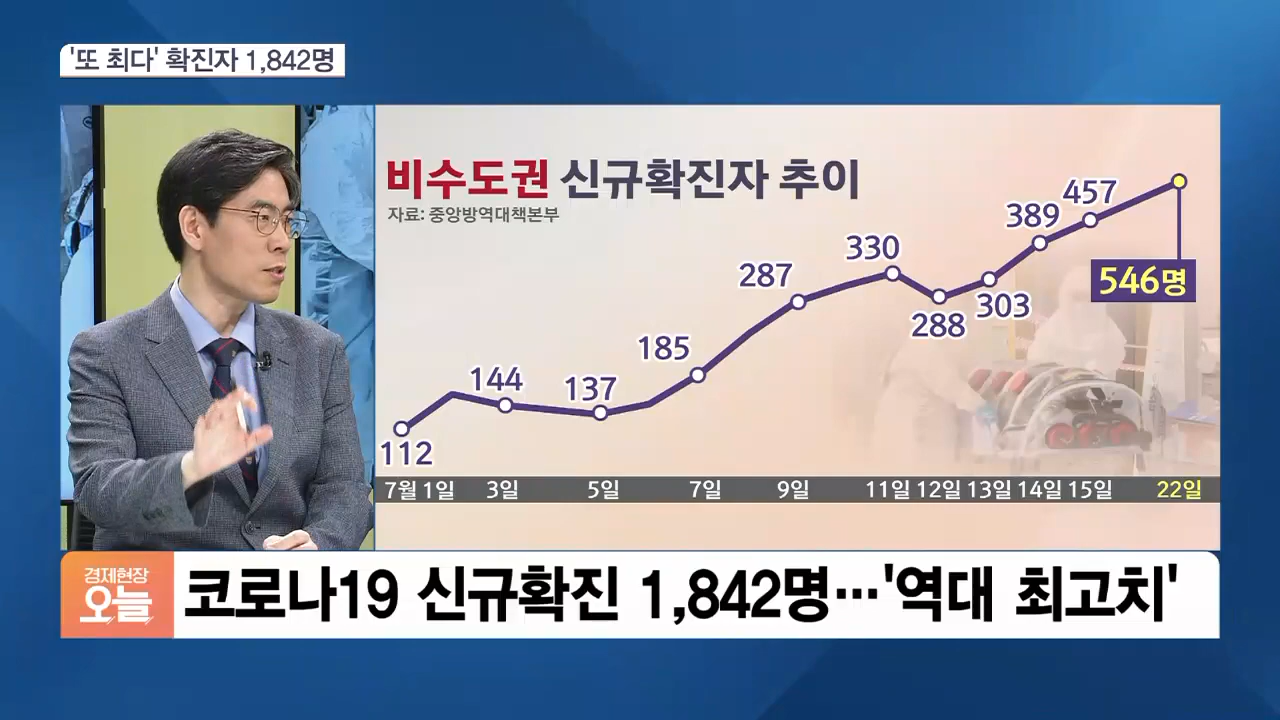 '또 최다' 확진자 1,842명
비수도권 신규확진자 추이
자료: 중앙방역대책본부
112
144
137
185
287
330
288
303
389
457
546명
7월 1일 3일 5일 7일 9일 11일 12일 13일 14일 15일 22일
경제현장
오늘
코로나19 신규확진 1,842명…'역대 최고치'